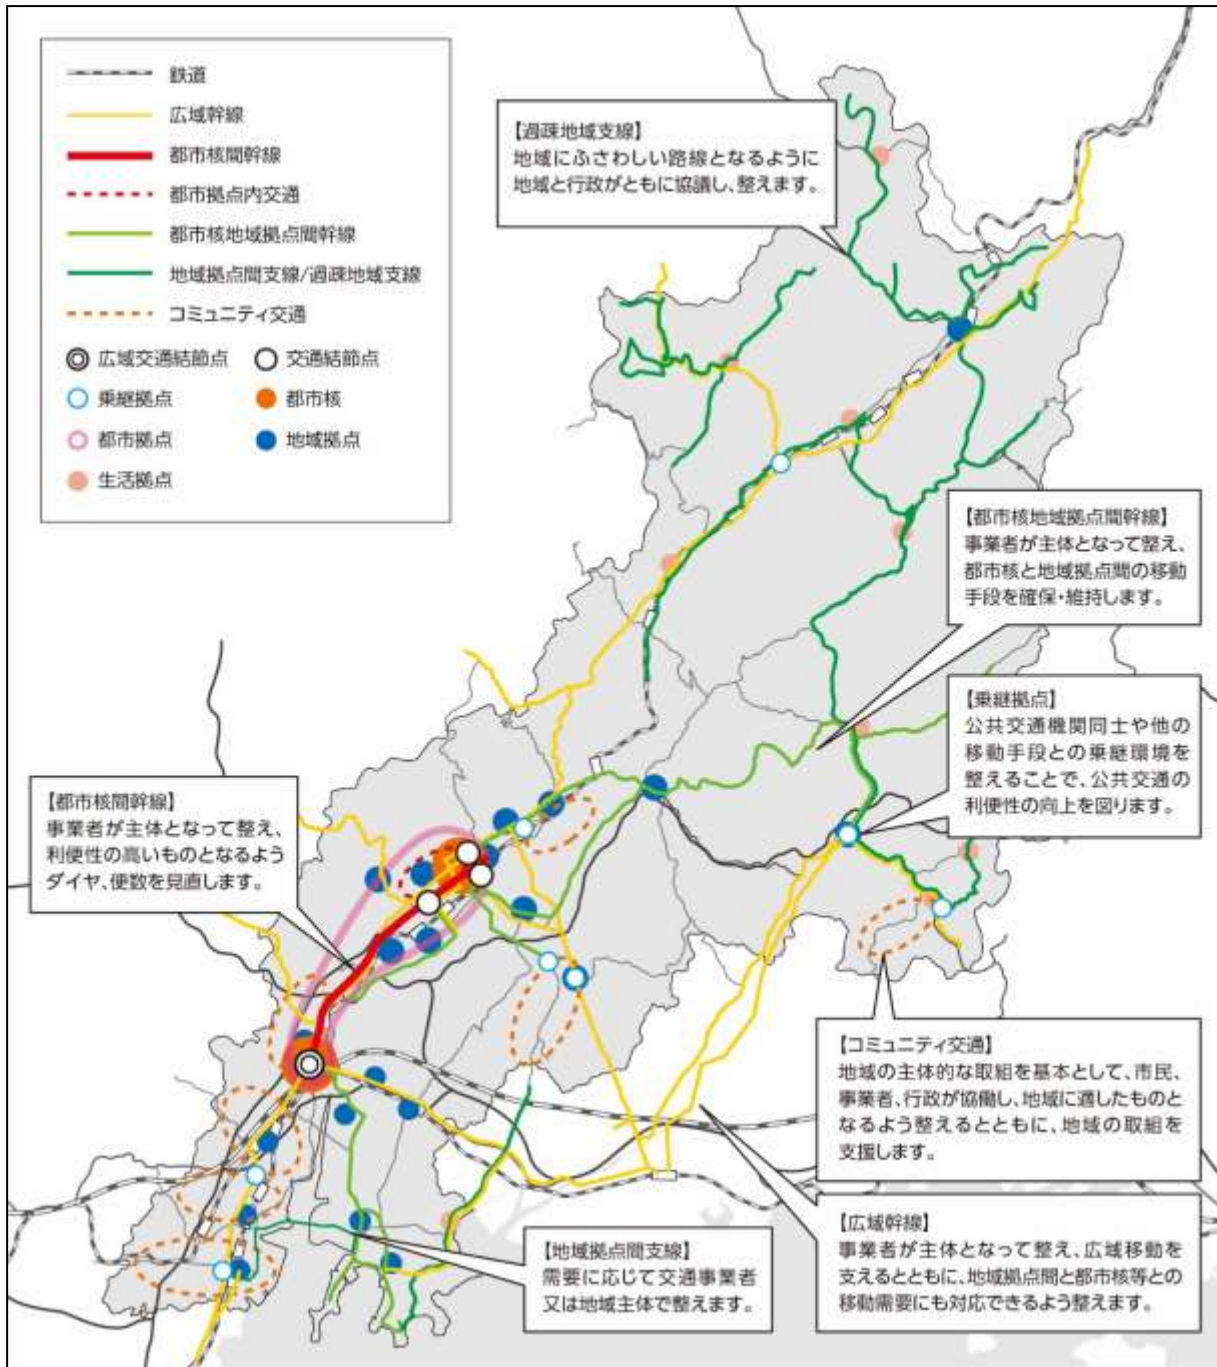 鉄道
広域幹線
都市核間幹線
都市拠点内交通
都市核地域拠点間幹線
地域拠点間支線/過疎地域支線
コミュニティ交通
広域交通結節点
交通結節点
乗継拠点
都市核
都市拠点
地域拠点
生活拠点
【過疎地域支線】
地域にふさわしい路線となるように
地域と行政がともに協議し、整えます。
【都市核地域拠点間幹線】
事業者が主体となって整え、
都市核と地域拠点間の移動
手段を確保・維持します。
【乗継拠点】
公共交通機関同士や他の
移動手段との乗継環境を
整えることで、公共交通の
利便性の向上を図ります。
【都市核間幹線】
事業者が主体となって整え、
利便性の高いものとなるよう
ダイヤ、便数を見直します。
【コミュニティ交通】
地域の主体的な取組を基本として、市民、
事業者、行政が協働し、地域に適したものと
なるよう整えるとともに、地域の取組を
支援します。
【地域拠点間支線】
需要に応じて交通事業者
又は地域主体で整えます。
【広域幹線】
事業者が主体となって整え、広域移動を
支えるとともに、地域拠点間と都市核等との
移動需要にも対応できるよう整えます。